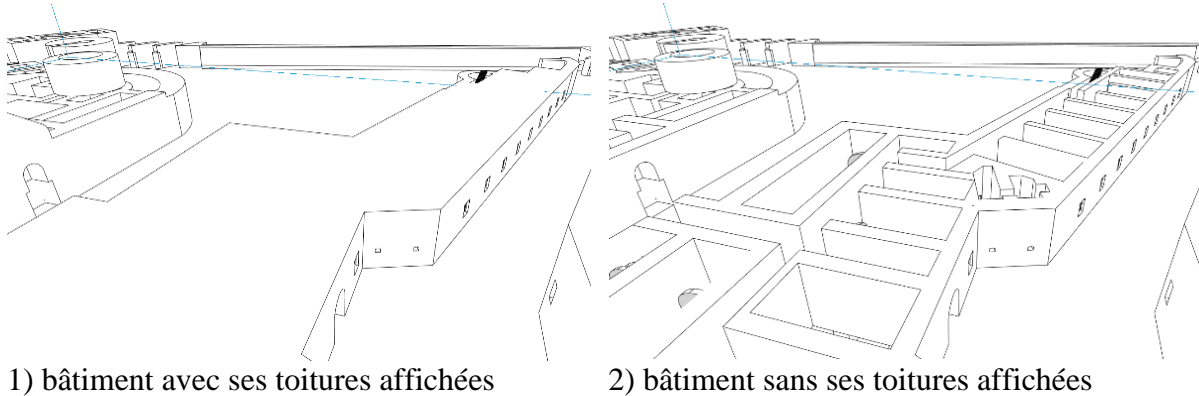 1) bâtiment avec ses toitures affichées
2) bâtiment sans ses toitures affichées